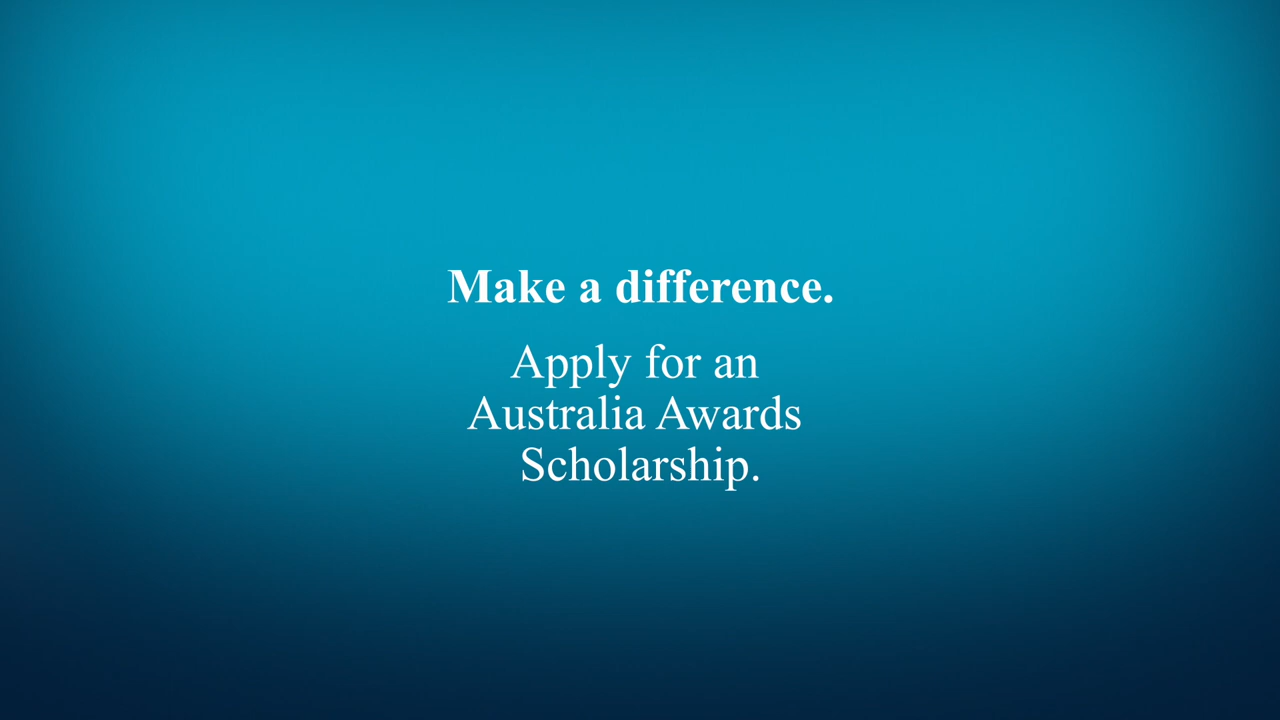 Make a difference.
Apply for an
Australia Awards
Scholarship.